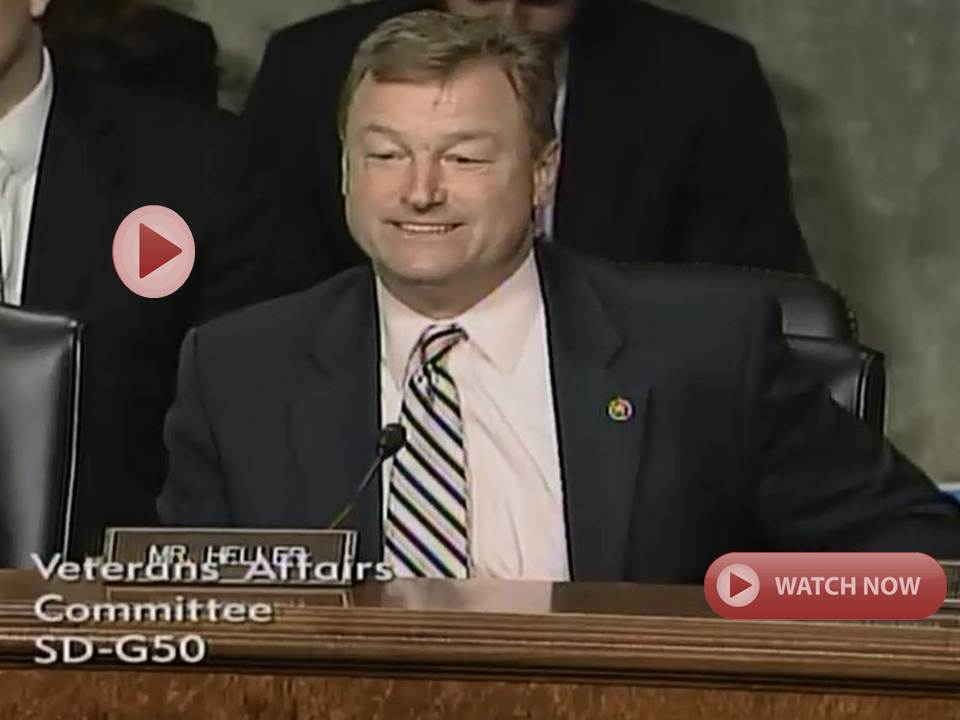 MR. HELLER
Veterans Affairs
Committee
SD-G50
WATCH NOW